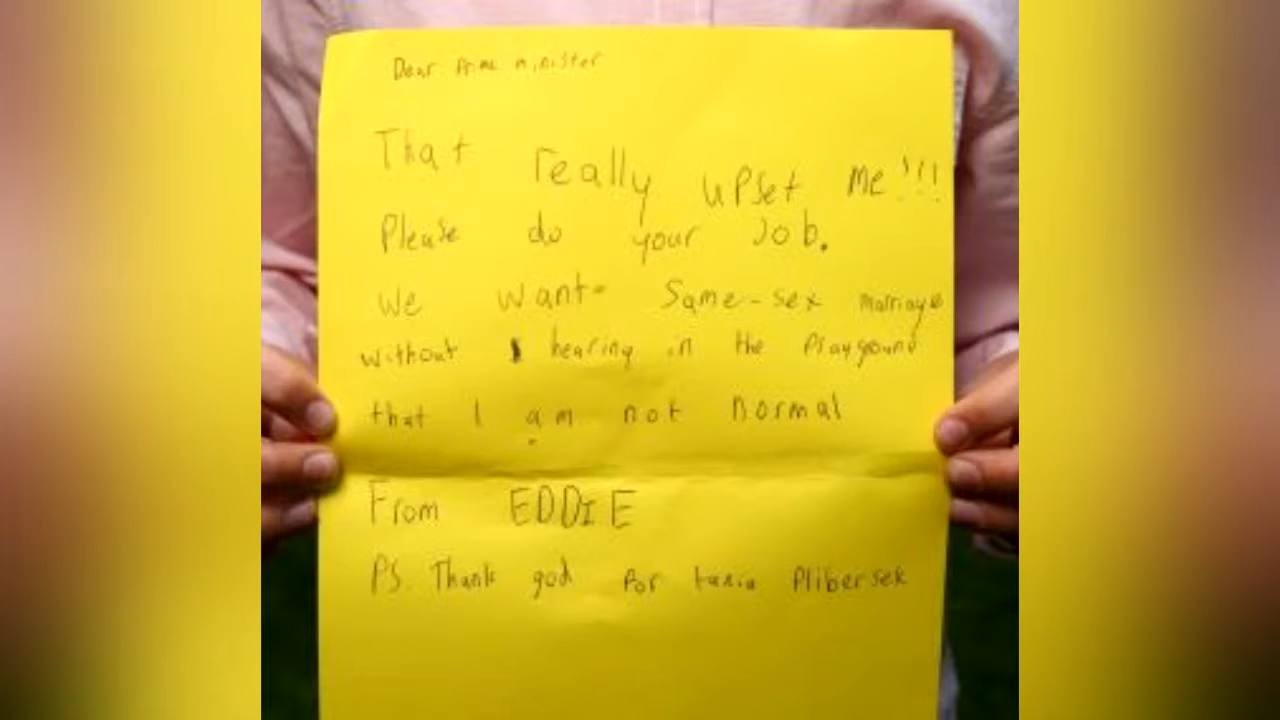 Dear Prime Minister
That really upset me!!!
Please do your Job.
We want Same-sex marriage
without hearing in the Playground
that I am not normal
From EDDIE
PS. Thank god for tania Plibersek